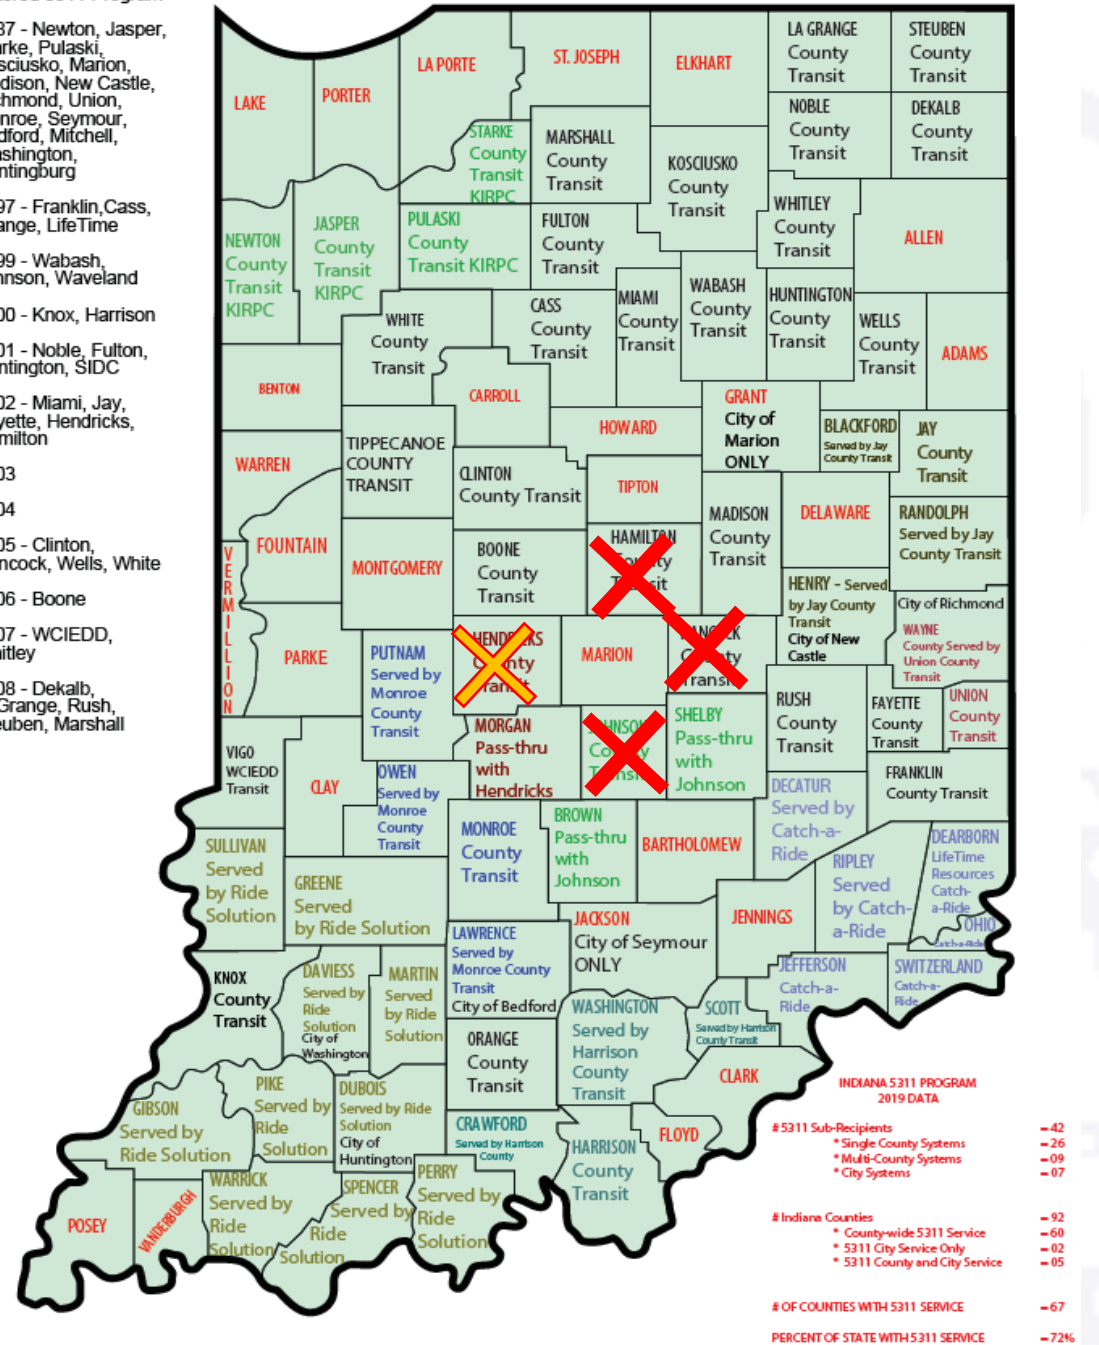 37 - Newton, Jasper,
Pulaski,
Marion,
New Castle,
Union,
Seymour,
Mitchell,
97 - Franklin,Cass,
LifeTime
99 - Wabash,
Waveland
00 - Knox, Harrison
01 - Noble, Fulton,
SIDC
02 - Miami, Jay,
Hendricks,
03
04
05 - Clinton,
Wells, White
06 - Boone
07 - WCIEDD,
08 - Dekalb,
Grange, Rush,
Marshall
LAKE
PORTER
LA PORTE
ST. JOSEPH
ELKHART
LA GRANGE
County
Transit
STEUBEN
County
Transit
NOBLE
County
Transit
DEKALB
County
Transit
STARKE
County
Transit
KIRPC
MARSHALL
County
Transit
KOSCIUSKO
County
Transit
WHITLEY
County
Transit
ALLEN
NEWTON
County
Transit
KIRPC
JASPER
County
Transit
KIRPC
PULASKI
County
Transit KIRPC
FULTON
County
Transit
WHITE
County
Transit
CASS
County
Transit
MIAMI
County
Transit
WABASH
County
Transit
HUNTINGTON
County
Transit
WELLS
County
Transit
ADAMS
BENTON
CARROLL
HOWARD
GRANT
City of
Marion
ONLY
BLACKFORD
Served by Jay
County Transit
JAY
County
Transit
WARREN
TIPPECANOE
COUNTY
TRANSIT
CLINTON
County Transit
TIPTON
MADISON
County
Transit
DELAWARE
RANDOLPH
Served by Jay
County Transit
VERMILLION
FOUNTAIN
MONTGOMERY
BOONE
County
Transit
HAMILTON
HENRY - Served
by Jay County
Transit
City of New
Castle
City of Richmond
WAYNE
County Served by
Union County
Transit
PARKE
PUTNAM
Served by
Monroe
County
Transit
HENDRICKS
County
Transit
MARION
County
Transit
RUSH
County
Transit
FAYETTE
County
Transit
UNION
County
Transit
VIGO
WCIEDD
Transit
CLAY
OWEN
Served by
Monroe
County
Transit
MORGAN
Pass-thru
with
Hendricks
JOHNSON
County
Transit
SHELBY
Pass-thru
with
Johnson
DECATUR
Served by
Catch-a-
Ride
FRANKLIN
County Transit
SULLIVAN
Served
by Ride
Solution
GREENE
Served
by Ride Solution
MONROE
County
Transit
BROWN
Pass-thru
with
Johnson
BARTHOLOMEW
RIPLEY
Served
by Catch-
a-Ride
DEARBORN
LifeTime
Resources
Catch-
a-Ride
OHIO
Catch-a-Ride
KNOX
County
Transit
DAVIESS
Served by
Ride
Solution
City of
Washington
MARTIN
Served
by Ride
Solution
LAWRENCE
Served by
Monroe County
Transit
City of Bedford
JACKSON
City of Seymour
ONLY
JENNINGS
JEFFERSON
Catch-a-
Ride
SWITZERLAND
Catch-a-
Ride
ORANGE
County
Transit
WASHINGTON
Served by
Harrison
County
Transit
SCOTT
Served by Harrison
County Transit
CLARK
GIBSON
Served by
Ride Solution
PIKE
Served by
Ride
Solution
DUBOIS
Served by Ride
Solution
City of
Huntington
CRAWFORD
Served by Harrison
County
HARRISON
County
Transit
FLOYD
POSEY
VANDERBURGH
WARRICK
Served by
Ride
Solution
SPENCER
Served by
Ride
Solution
PERRY
Served by
Ride
Solution
INDIANA 5311 PROGRAM
2019 DATA
# 5311 Sub-Recipients – 42
* Single County Systems – 26
* Multi-County Systems – 09
* City Systems – 07
# Indiana Counties – 92
* County-wide 5311 Service – 60
* 5311 City Service Only – 02
* 5311 County and City Service – 05
# OF COUNTIES WITH 5311 SERVICE – 67
PERCENT OF STATE WITH 5311 SERVICE – 72%